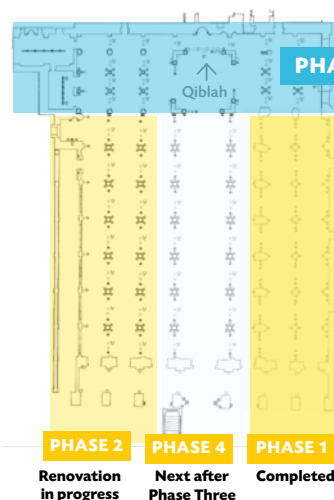 PHA
Qiblah
PHASE 2
PHASE 4
PHASE 1
Renovation
in progress
Next after
Phase Three
Completed